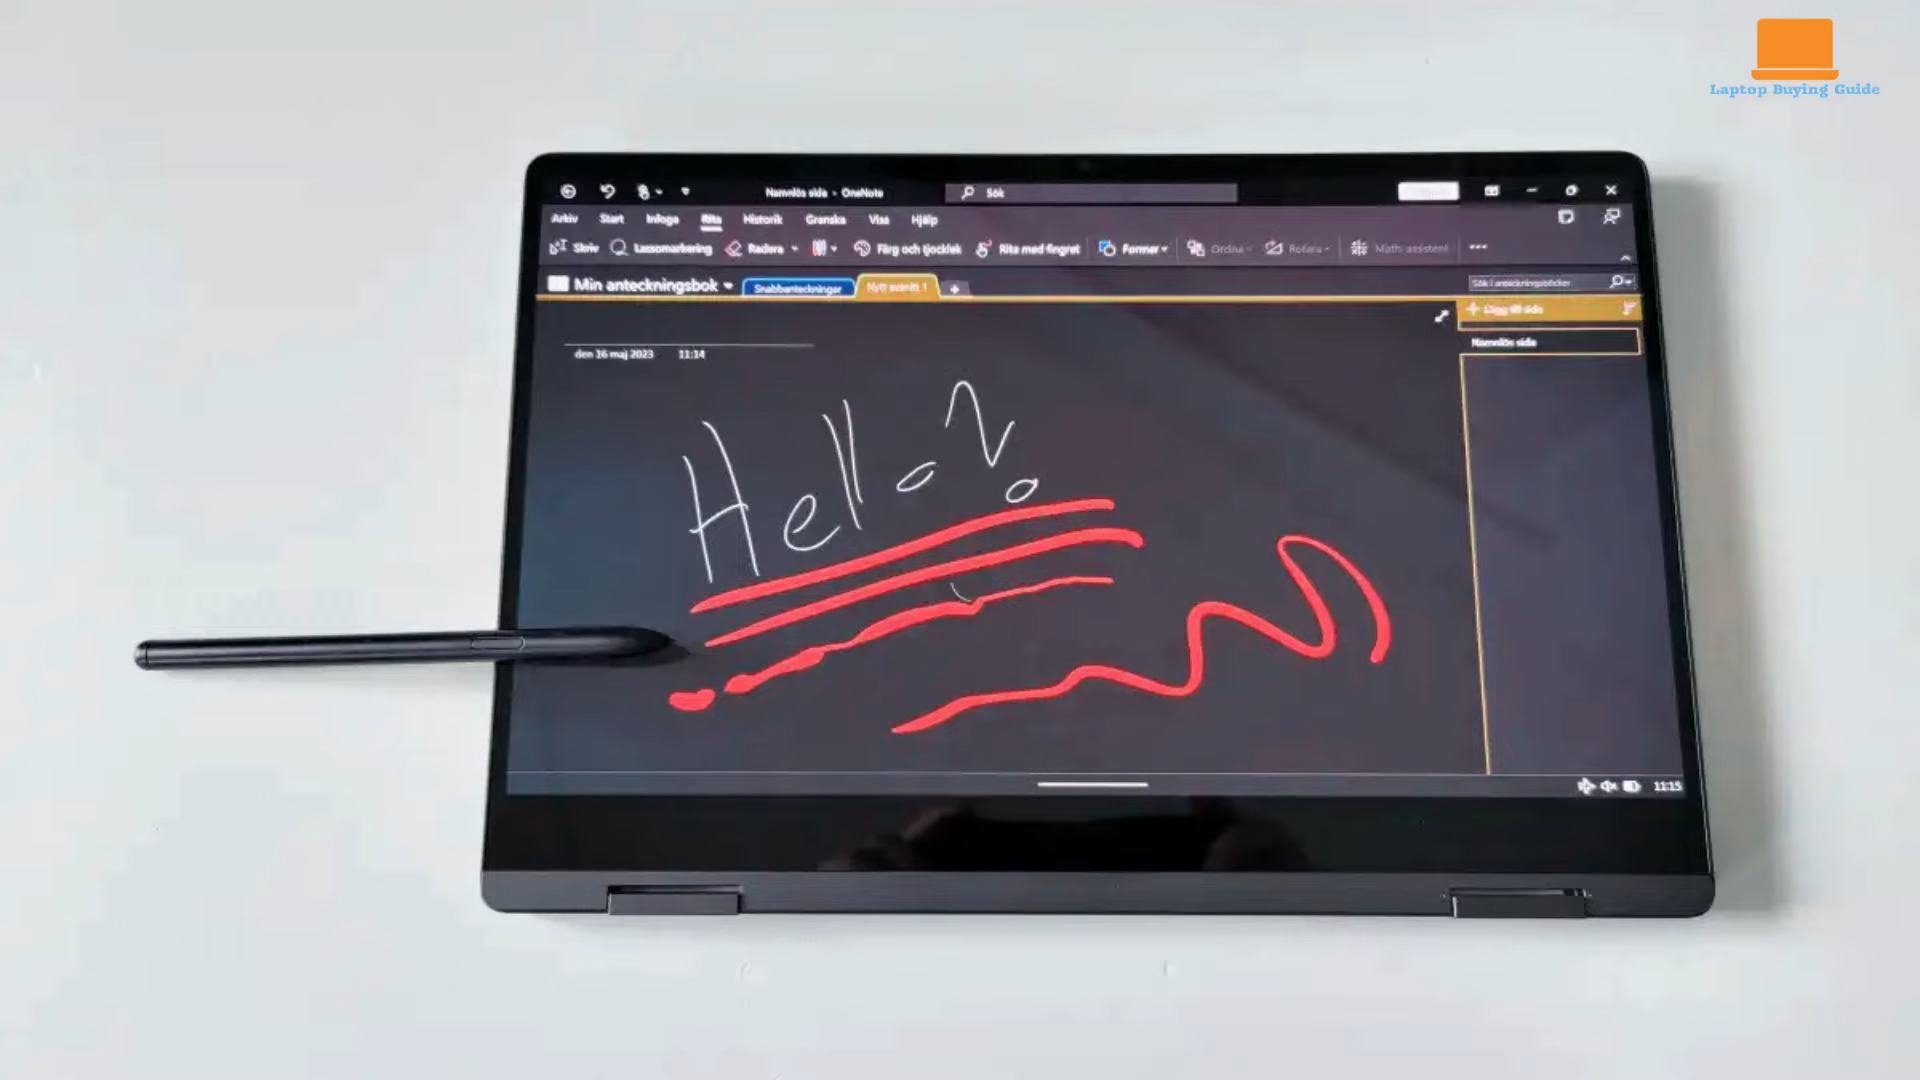 Laptop Buying Guide
Namnlös sida - OneNote
Sök
Arkiv Start Infoga Rita Historik Granska Visa Hjälp
Skriv Lassomarkering Radera Färg och tjocklek Rita med fingret Former Ordna Rotera Math-assistent
Min anteckningsbok Snabbanteckningar Nytt avsnitt 1
Sök i anteckningsböcker
Lägg till sida
Namnlös sida
den 16 maj 2023 11:14
Hello?
11:15